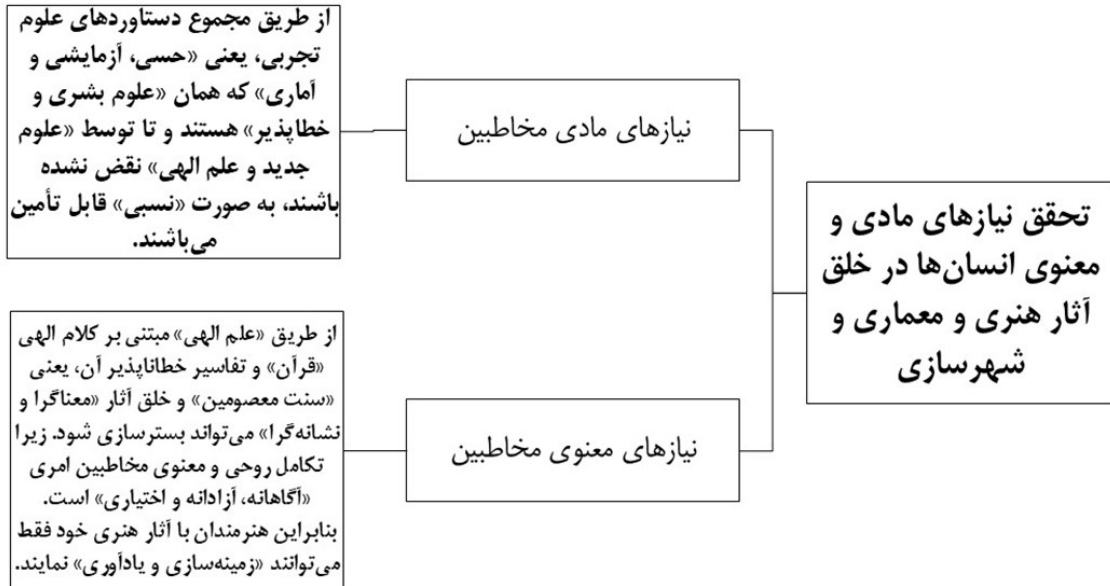 تحقق نیازهای مادی و
معنوی انسان‌ها در خلق
آثار هنری و معماری و
شهرسازی
نیازهای مادی مخاطبین
از طریق مجموع دستاوردهای علوم
تجربی، یعنی «حسی، آزمایشی و
آماری» که همان «علوم بشری و
خطاپذیر» هستند و تا توسط «علوم
جدید و علم الهی» نقض نشده
باشند، به صورت «نسبی» قابل تأمین
می‌باشند.
نیازهای معنوی مخاطبین
از طریق «علم الهی» مبتنی بر کلام الهی
«قرآن» و تفاسیر خطاناپذیر آن، یعنی
«سنت معصومین» و خلق آثار «معناگرا و
نشانه‌گرا» می‌تواند بسترسازی شود. زیرا
تکامل روحی و معنوی مخاطبین امری
«آگاهانه، آزادانه و اختیاری» است.
بنابراین هنرمندان با آثار هنری خود فقط
می‌توانند «زمینه‌سازی و یادآوری» نمایند.